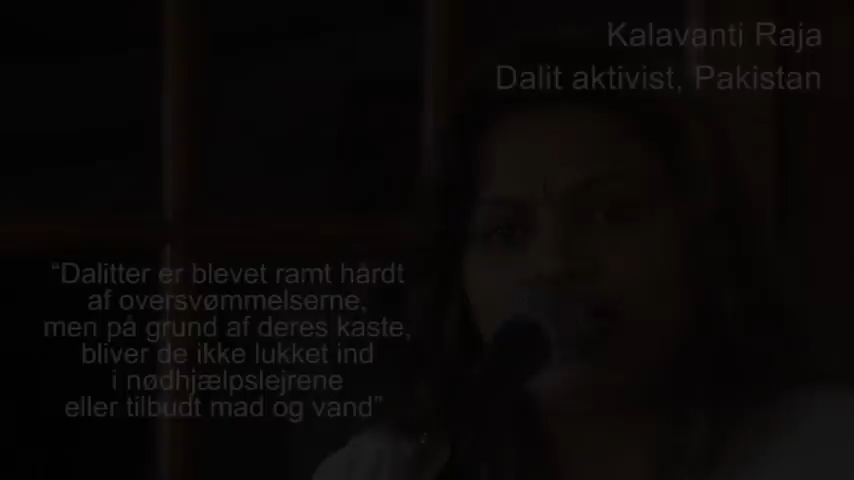 Kalavanti Raja
Dalit aktivist, Pakistan
“Dalitter er blevet ramt hårdt
af oversvømmelserne,
men på grund af deres kaste,
bliver de ikke lukket ind
i nødhjælpslejrene
eller tilbudt mad og vand”